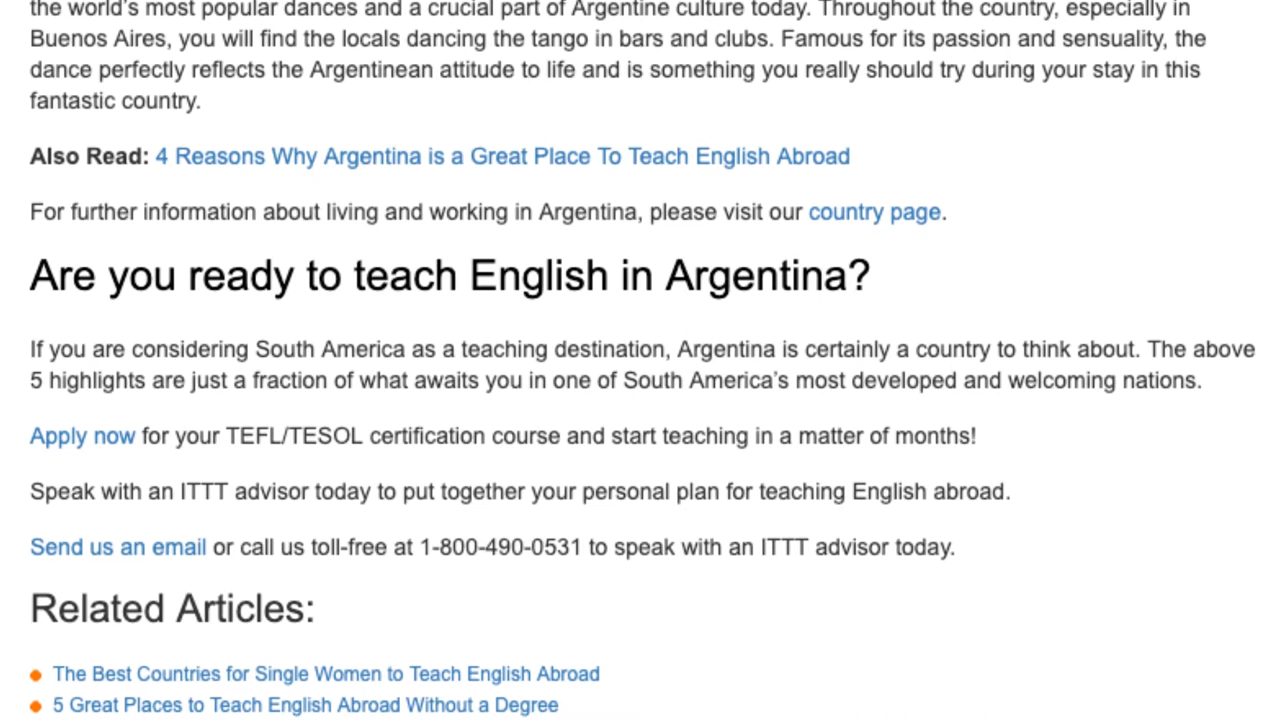 the world's most popular dances and a crucial part of Argentine culture today. Throughout the country, especially in
Buenos Aires, you will find the locals dancing the tango in bars and clubs. Famous for its passion and sensuality, the
dance perfectly reflects the Argentinean attitude to life and is something you really should try during your stay in this
fantastic country.
Also Read: 4 Reasons Why Argentina is a Great Place To Teach English Abroad
For further information about living and working in Argentina, please visit our country page.
Are you ready to teach English in Argentina?
If you are considering South America as a teaching destination, Argentina is certainly a country to think about. The above
5 highlights are just a fraction of what awaits you in one of South America’s most developed and welcoming nations.
Apply now for your TEFL/TESOL certification course and start teaching in a matter of months!
Speak with an ITTT advisor today to put together your personal plan for teaching English abroad.
Send us an email or call us toll-free at 1-800-490-0531 to speak with an ITTT advisor today.
Related Articles:
The Best Countries for Single Women to Teach English Abroad
5 Great Places to Teach English Abroad Without a Degree